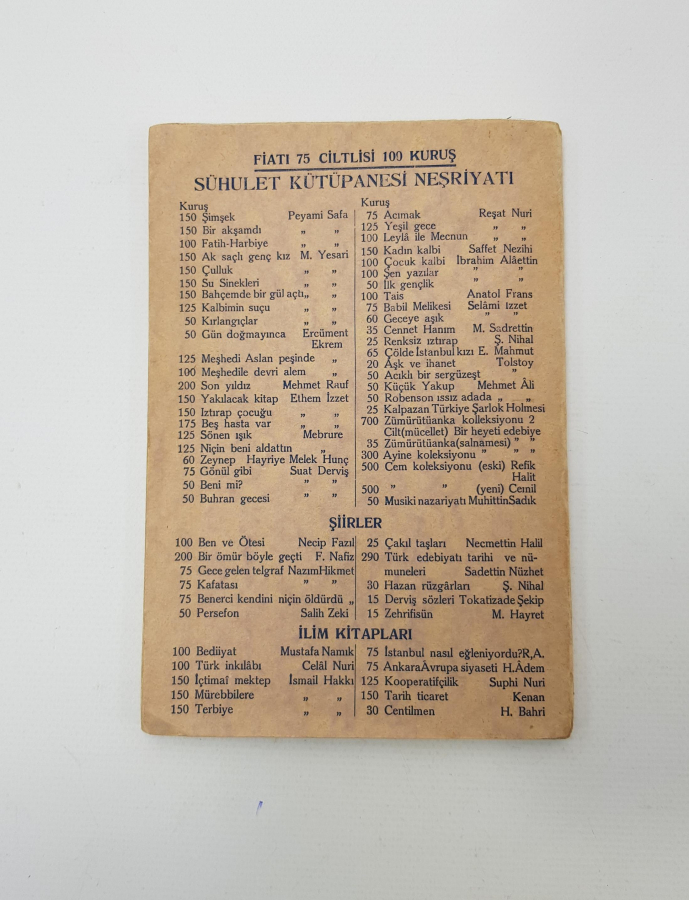 FİATI 75 CİLTLİSİ 100 KURUŞ
SÜHULET KÜTÜPANESİ NEŞRİYATI
Kuruş
150 Şimşek Peyami Safa
150 Bir akşamdı „ „
100 Fatih-Harbiye „ „
150 Ak saçlı genç kız M. Yesari
150 Çulluk „ „
150 Su Sinekleri „ „
150 Bahçemde bir gül açtı„ „
125 Kalbimin suçu „ „
50 Kırlangıçlar „ „
50 Gün doğmayınca Ercüment
Ekrem
125 Meşhedi Aslan peşinde „
100 Meşhedile devri alem „
200 Son yıldız Mehmet Rauf
150 Yakılacak kitap Ethem İzzet
150 Iztırap çocuğu „ „
175 Beş hasta var „ „
125 Sönen ışık Mebrure
125 Niçin beni aldattın „
60 Zeynep Hayriye Melek Hunç
75 Gönül gibi Suat Derviş
50 Beni mi? „ „
50 Buhran gecesi „ „
Kuruş
75 Acımak Reşat Nuri
125 Yeşil gece „ „
100 Leylâ ile Mecnun „ „
150 Kadın kalbi Saffet Nezihi
100 Çocuk kalbi İbrahim Alâettin
100 Şen yazılar „ „
50 İlk gençlik „ „
100 Tais Anatol Frans
75 Babil Melikesi Selâmi İzzet
60 Geceye aşık „ „
35 Cennet Hanım M. Sadrettin
25 Renksiz ıztırap Ş. Nihal
65 Çölde İstanbul kızı E. Mahmut
20 Aşk ve ihanet Tolstoy
50 Acıklı bir sergüzeşt „
50 Küçük Yakup Mehmet Âli
50 Robenson ıssız adada „ „
25 Kalpazan Türkiye Şarlok Holmesi
700 Zümürütüanka kolleksiyonu 2
Cilt(mücellet) Bir heyeti edebiye
35 Zümürütüanka(salnamesi) „ „
300 Ayine koleksiyonu „ „ „
500 Cem koleksiyonu (eski) Refik
Halit
500 „ „ (yeni) Cemil
50 Musiki nazariyatı MuhittinSadık
ŞİİRLER
100 Ben ve Ötesi Necip Fazıl
200 Bir ömür böyle geçti F. Nafiz
75 Gece gelen telgraf NazımHikmet
75 Kafatası „ „
75 Benerci kendini niçin öldürdü „
50 Persefon Salih Zeki
25 Çakıl taşları Necmettin Halil
290 Türk edebiyatı tarihi ve nü-
muneleri Sadettin Nüzhet
30 Hazan rüzgârları Ş. Nihal
15 Derviş sözleri Tokatizade Şekip
15 Zehrifisün M. Hayret
İLİM KİTAPLARI
100 Bediiyat Mustafa Namık
100 Türk inkılâbı Celâl Nuri
150 İçtimaî mektep İsmail Hakkı
150 Mürebbilere „ „
150 Terbiye „ „
75 İstanbul nasıl eğleniyordu?R,A.
75 AnkaraAvrupa siyaseti H.Âdem
125 Kooperatifçilik Suphi Nuri
150 Tarih ticaret Kenan
30 Centilmen H. Bahri